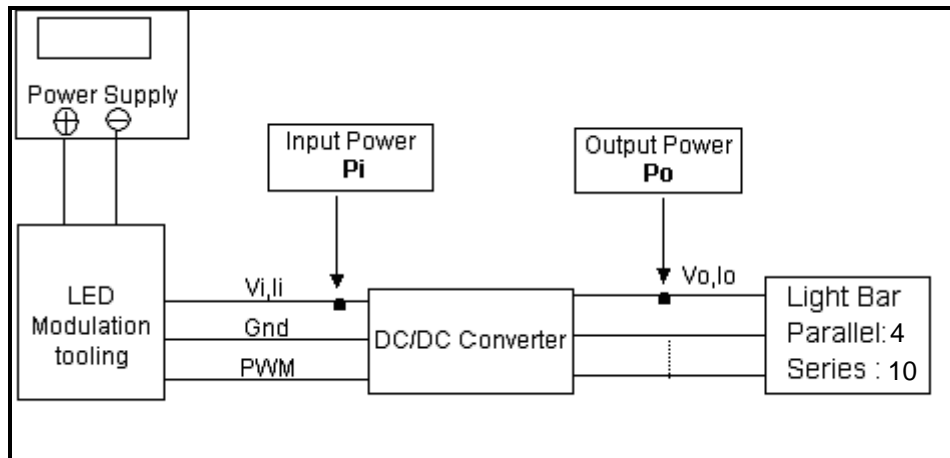 Power Supply
Input Power
Pi
Output Power
Po
LED
Modulation
tooling
Vi,Ii
Gnd
PWM
DC/DC Converter
Vo,Io
Light Bar
Parallel: 4
Series : 10